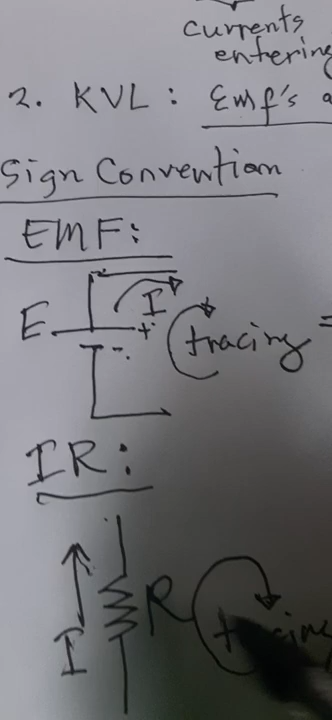 currents
entering
2. KVL: Emf's
Sign Convention
EMF:
E
I
+
-
tracing =
IR:
I
R